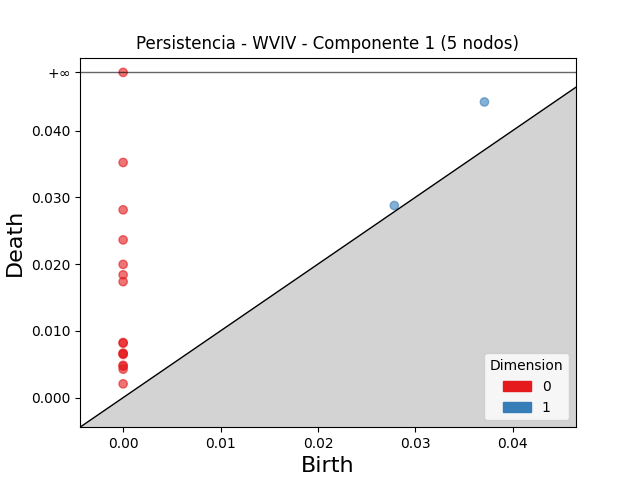 Persistencia - WVIV - Componente 1 (5 nodos)
+∞
0.040
0.030
0.020
0.010
0.000
Death
0.00 0.01 0.02 0.03 0.04
Birth
Dimension
0
1